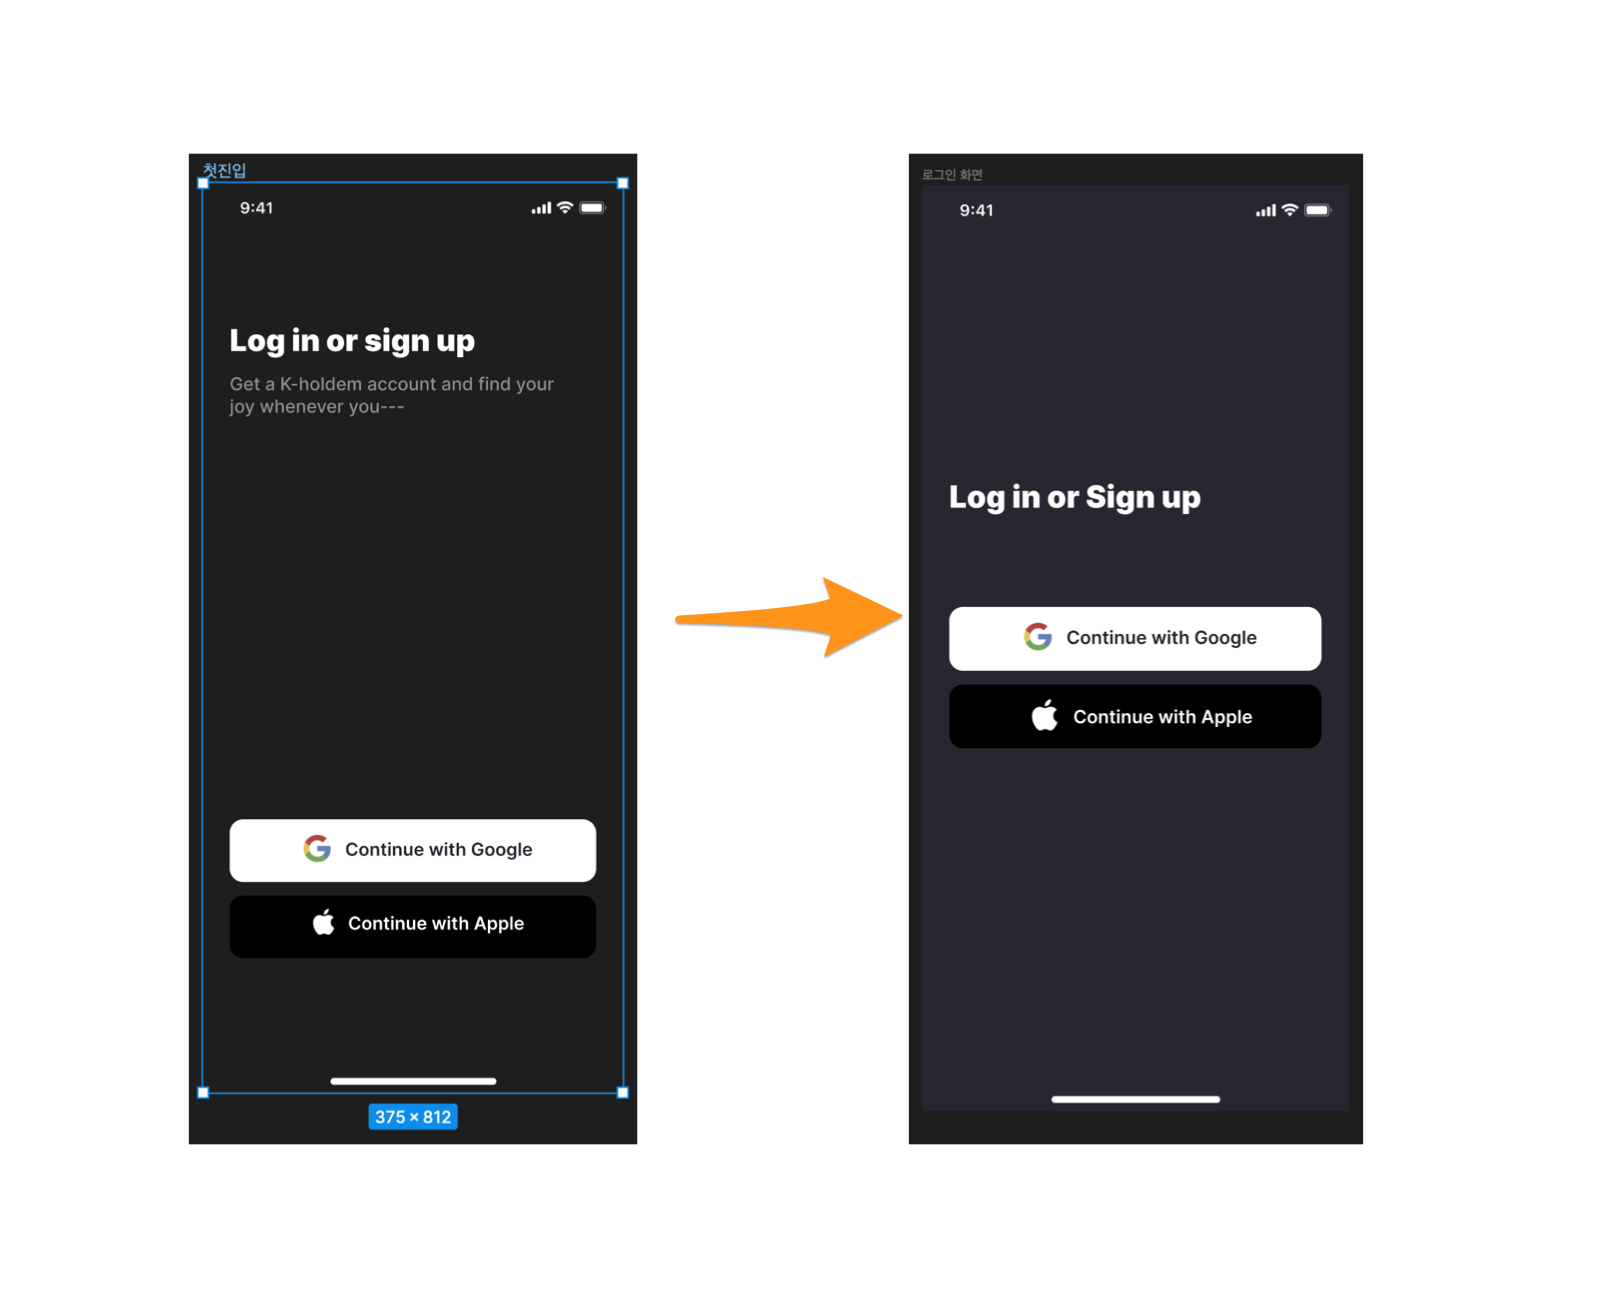 첫진입
9:41
Log in or sign up
Get a K-holdem account and find your
joy whenever you---
Continue with Google
Continue with Apple
375 × 812
로그인 화면
9:41
Log in or Sign up
Continue with Google
Continue with Apple